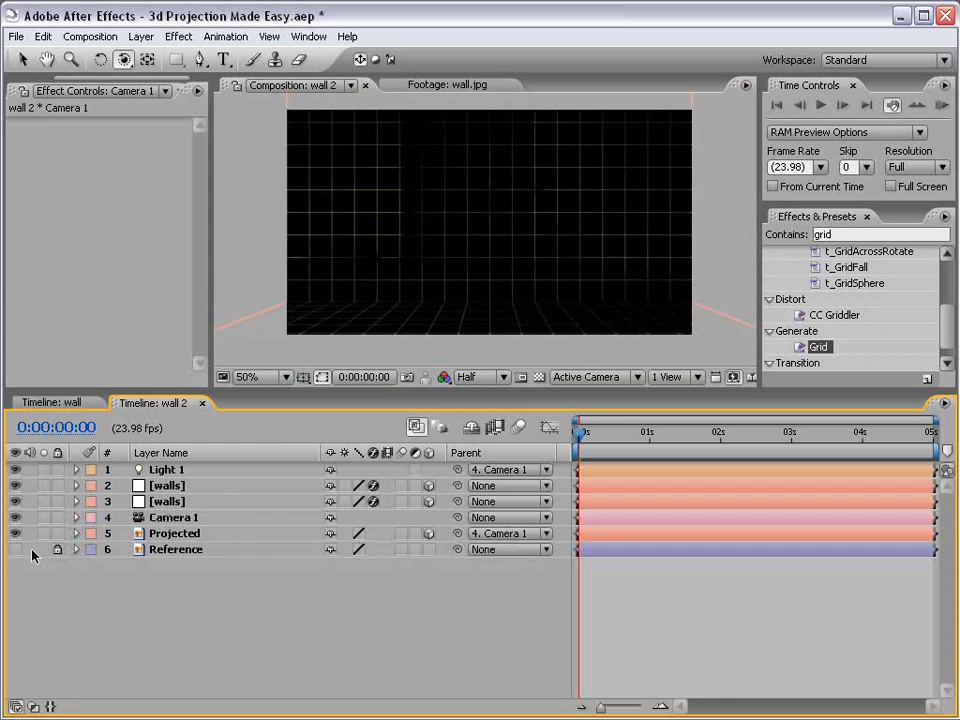 Adobe After Effects - 3d Projection Made Easy.aep *
File Edit Composition Layer Effect Animation View Window Help
Workspace: Standard
Effect Controls: Camera 1
wall 2 * Camera 1
Composition: wall 2
Footage: wall.jpg
50%
0:00:00:00
Half
Active Camera
1 View
Time Controls
RAM Preview Options
Frame Rate Skip Resolution
(23.98) 0 Full
From Current Time Full Screen
Effects & Presets
Contains: grid
t_GridAcrossRotate
t_GridFall
t_GridSphere
Distort
CC Griddler
Generate
Grid
Transition
Timeline: wall Timeline: wall 2
0:00:00:00 (23.98 fps)
# Layer Name Parent
1 Light 1 4. Camera 1
2 [walls] None
3 [walls] None
4 Camera 1 None
5 Projected 4. Camera 1
6 Reference None
01s 02s 03s 04s 05s